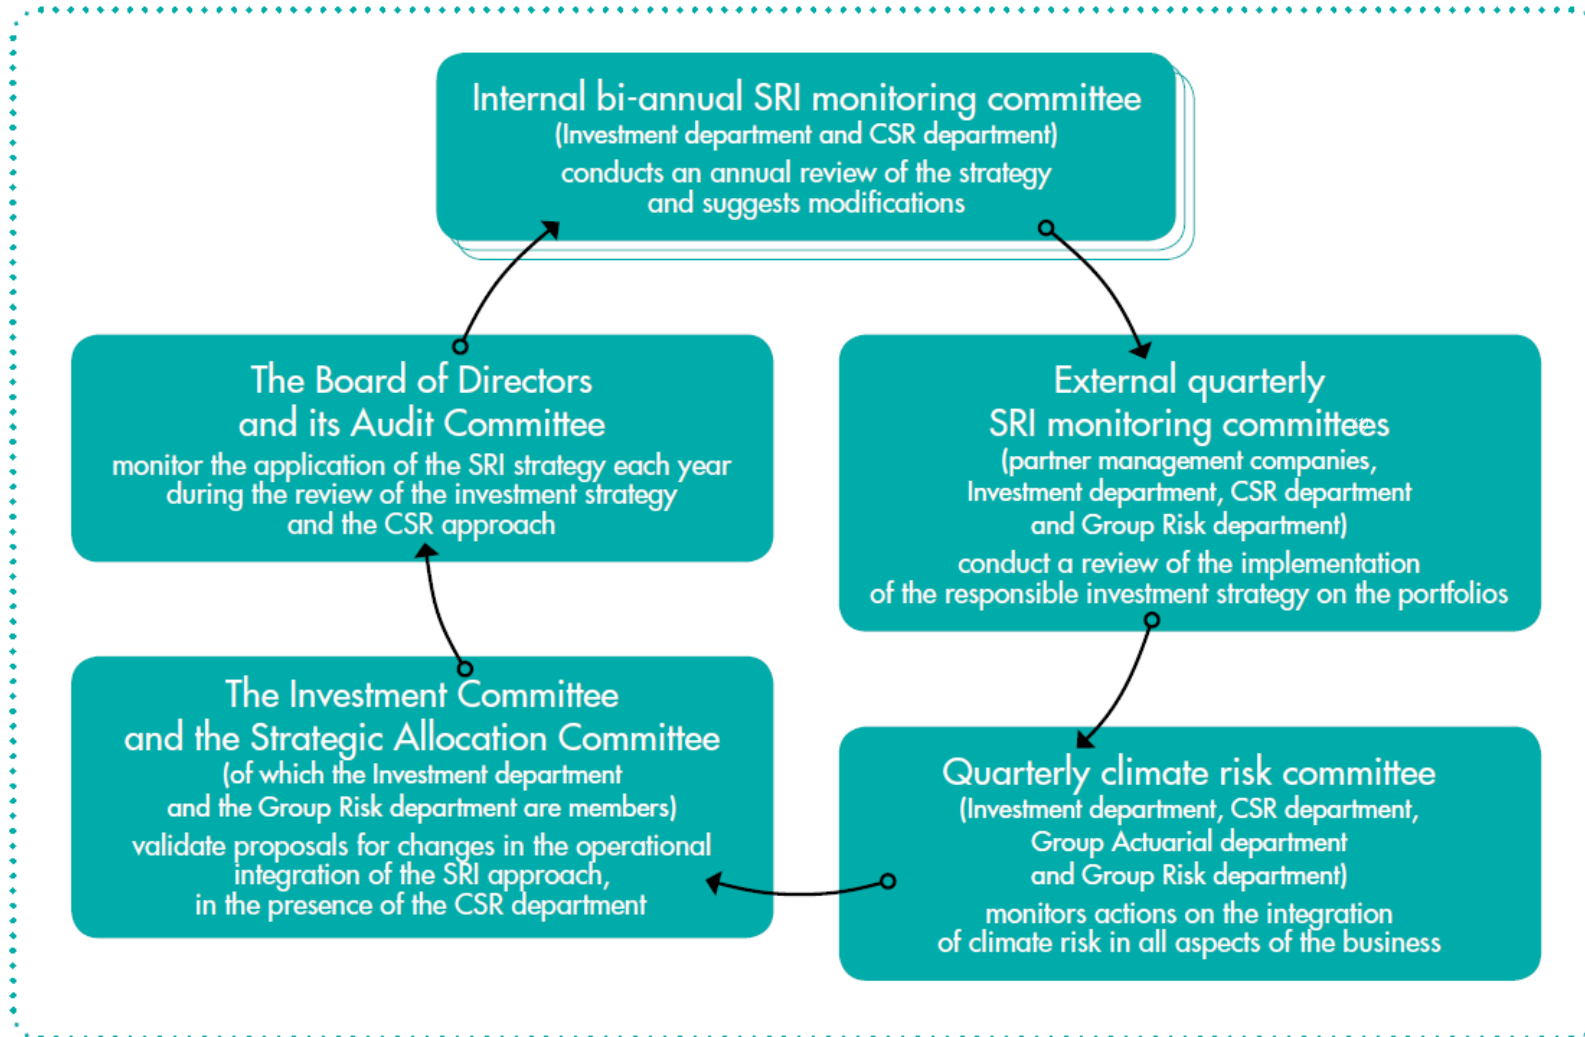 Internal bi-annual SRI monitoring committee
(Investment department and CSR department)
conducts an annual review of the strategy
and suggests modifications
External quarterly
SRI monitoring committees
(partner management companies,
Investment department, CSR department
and Group Risk department)
conduct a review of the implementation
of the responsible investment strategy on the portfolios
Quarterly climate risk committee
(Investment department, CSR department,
Group Actuarial department
and Group Risk department)
monitors actions on the integration
of climate risk in all aspects of the business
The Investment Committee
and the Strategic Allocation Committee
(of which the Investment department
and the Group Risk department are members)
validate proposals for changes in the operational
integration of the SRI approach,
in the presence of the CSR department
The Board of Directors
and its Audit Committee
monitor the application of the SRI strategy each year
during the review of the investment strategy
and the CSR approach